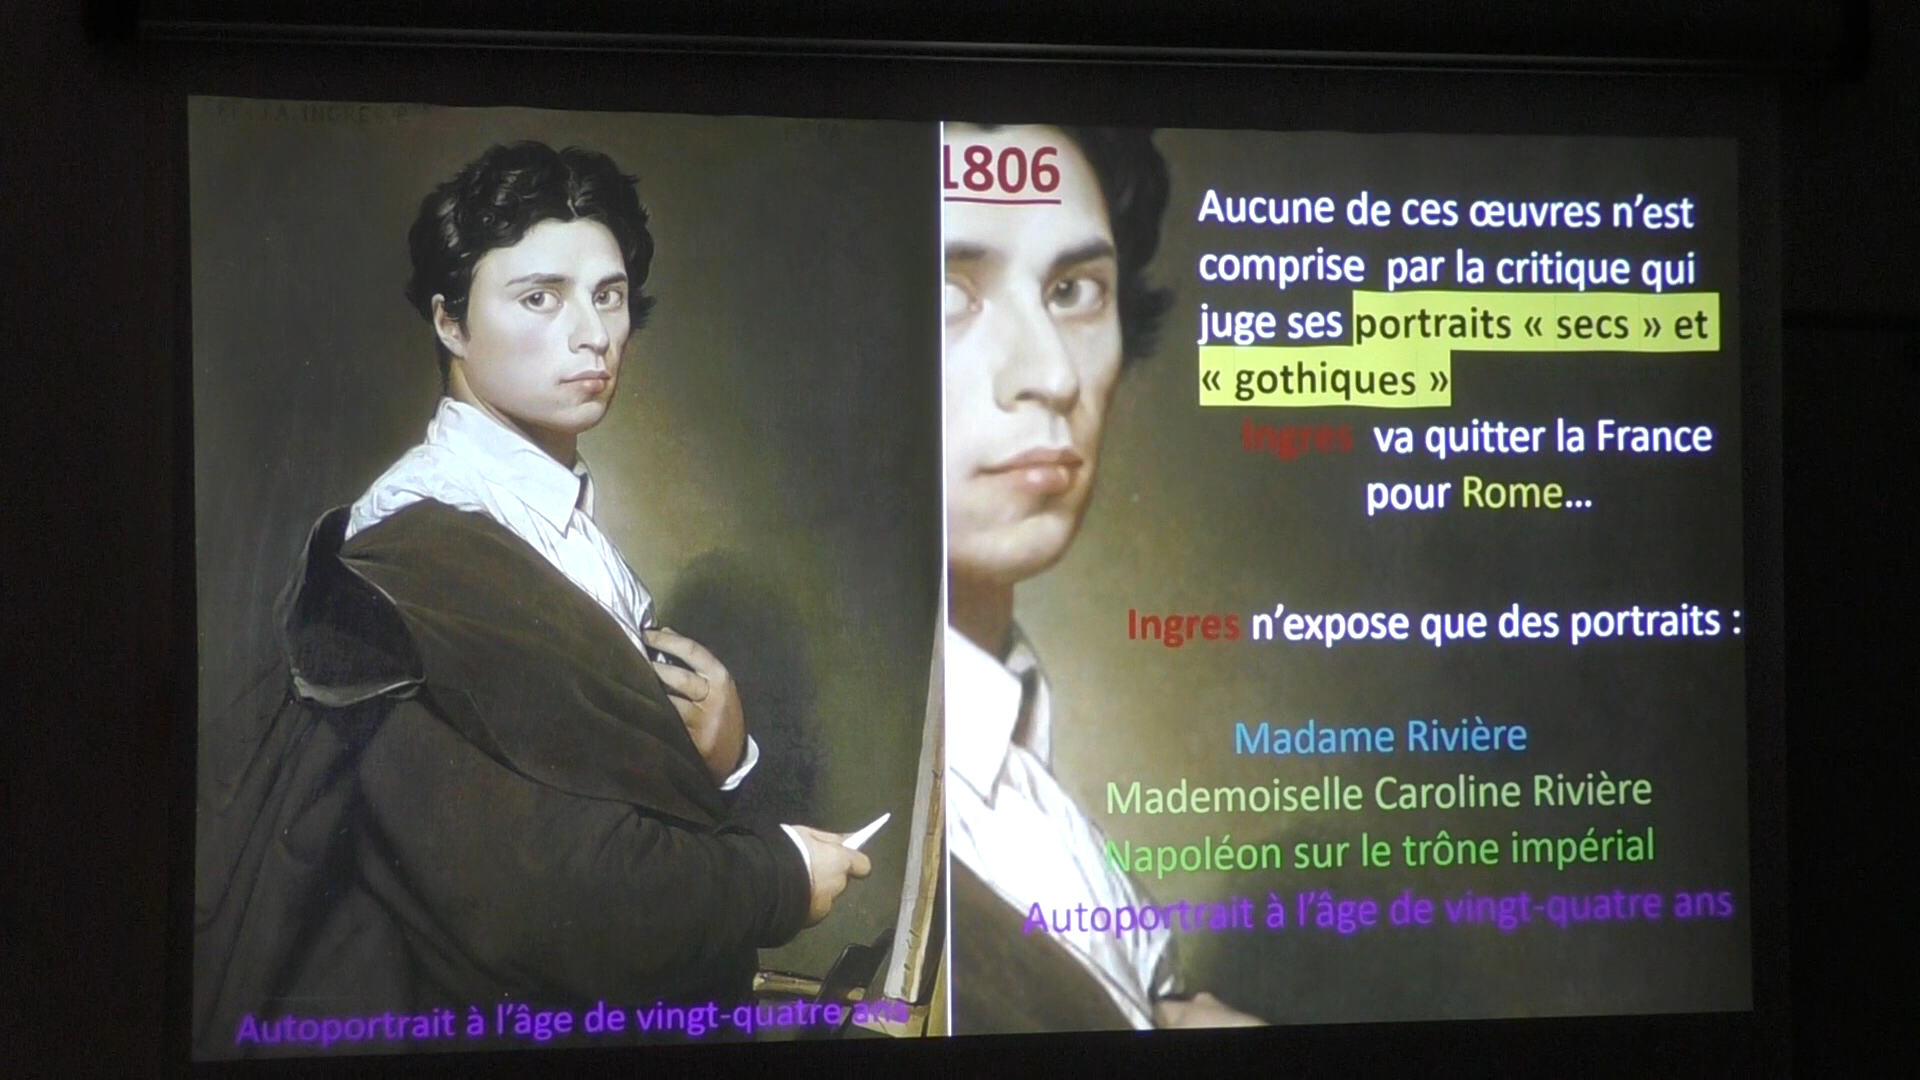 INGRES
Autoportrait à l'âge de vingt-quatre ans
1806
Aucune de ces œuvres n'est
comprise par la critique qui
juge ses portraits « secs » et
« gothiques »
Ingres va quitter la France
pour Rome...
Ingres n'expose que des portraits :
Madame Rivière
Mademoiselle Caroline Rivière
Napoléon sur le trône impérial
Autoportrait à l'âge de vingt-quatre ans